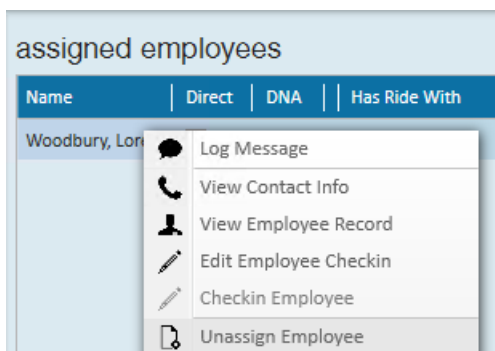 assigned employees
Name Direct DNA Has Ride With
Woodbury,
Log Message
View Contact Info
View Employee Record
Edit Employee Checkin
Checkin Employee
Unassign Employee